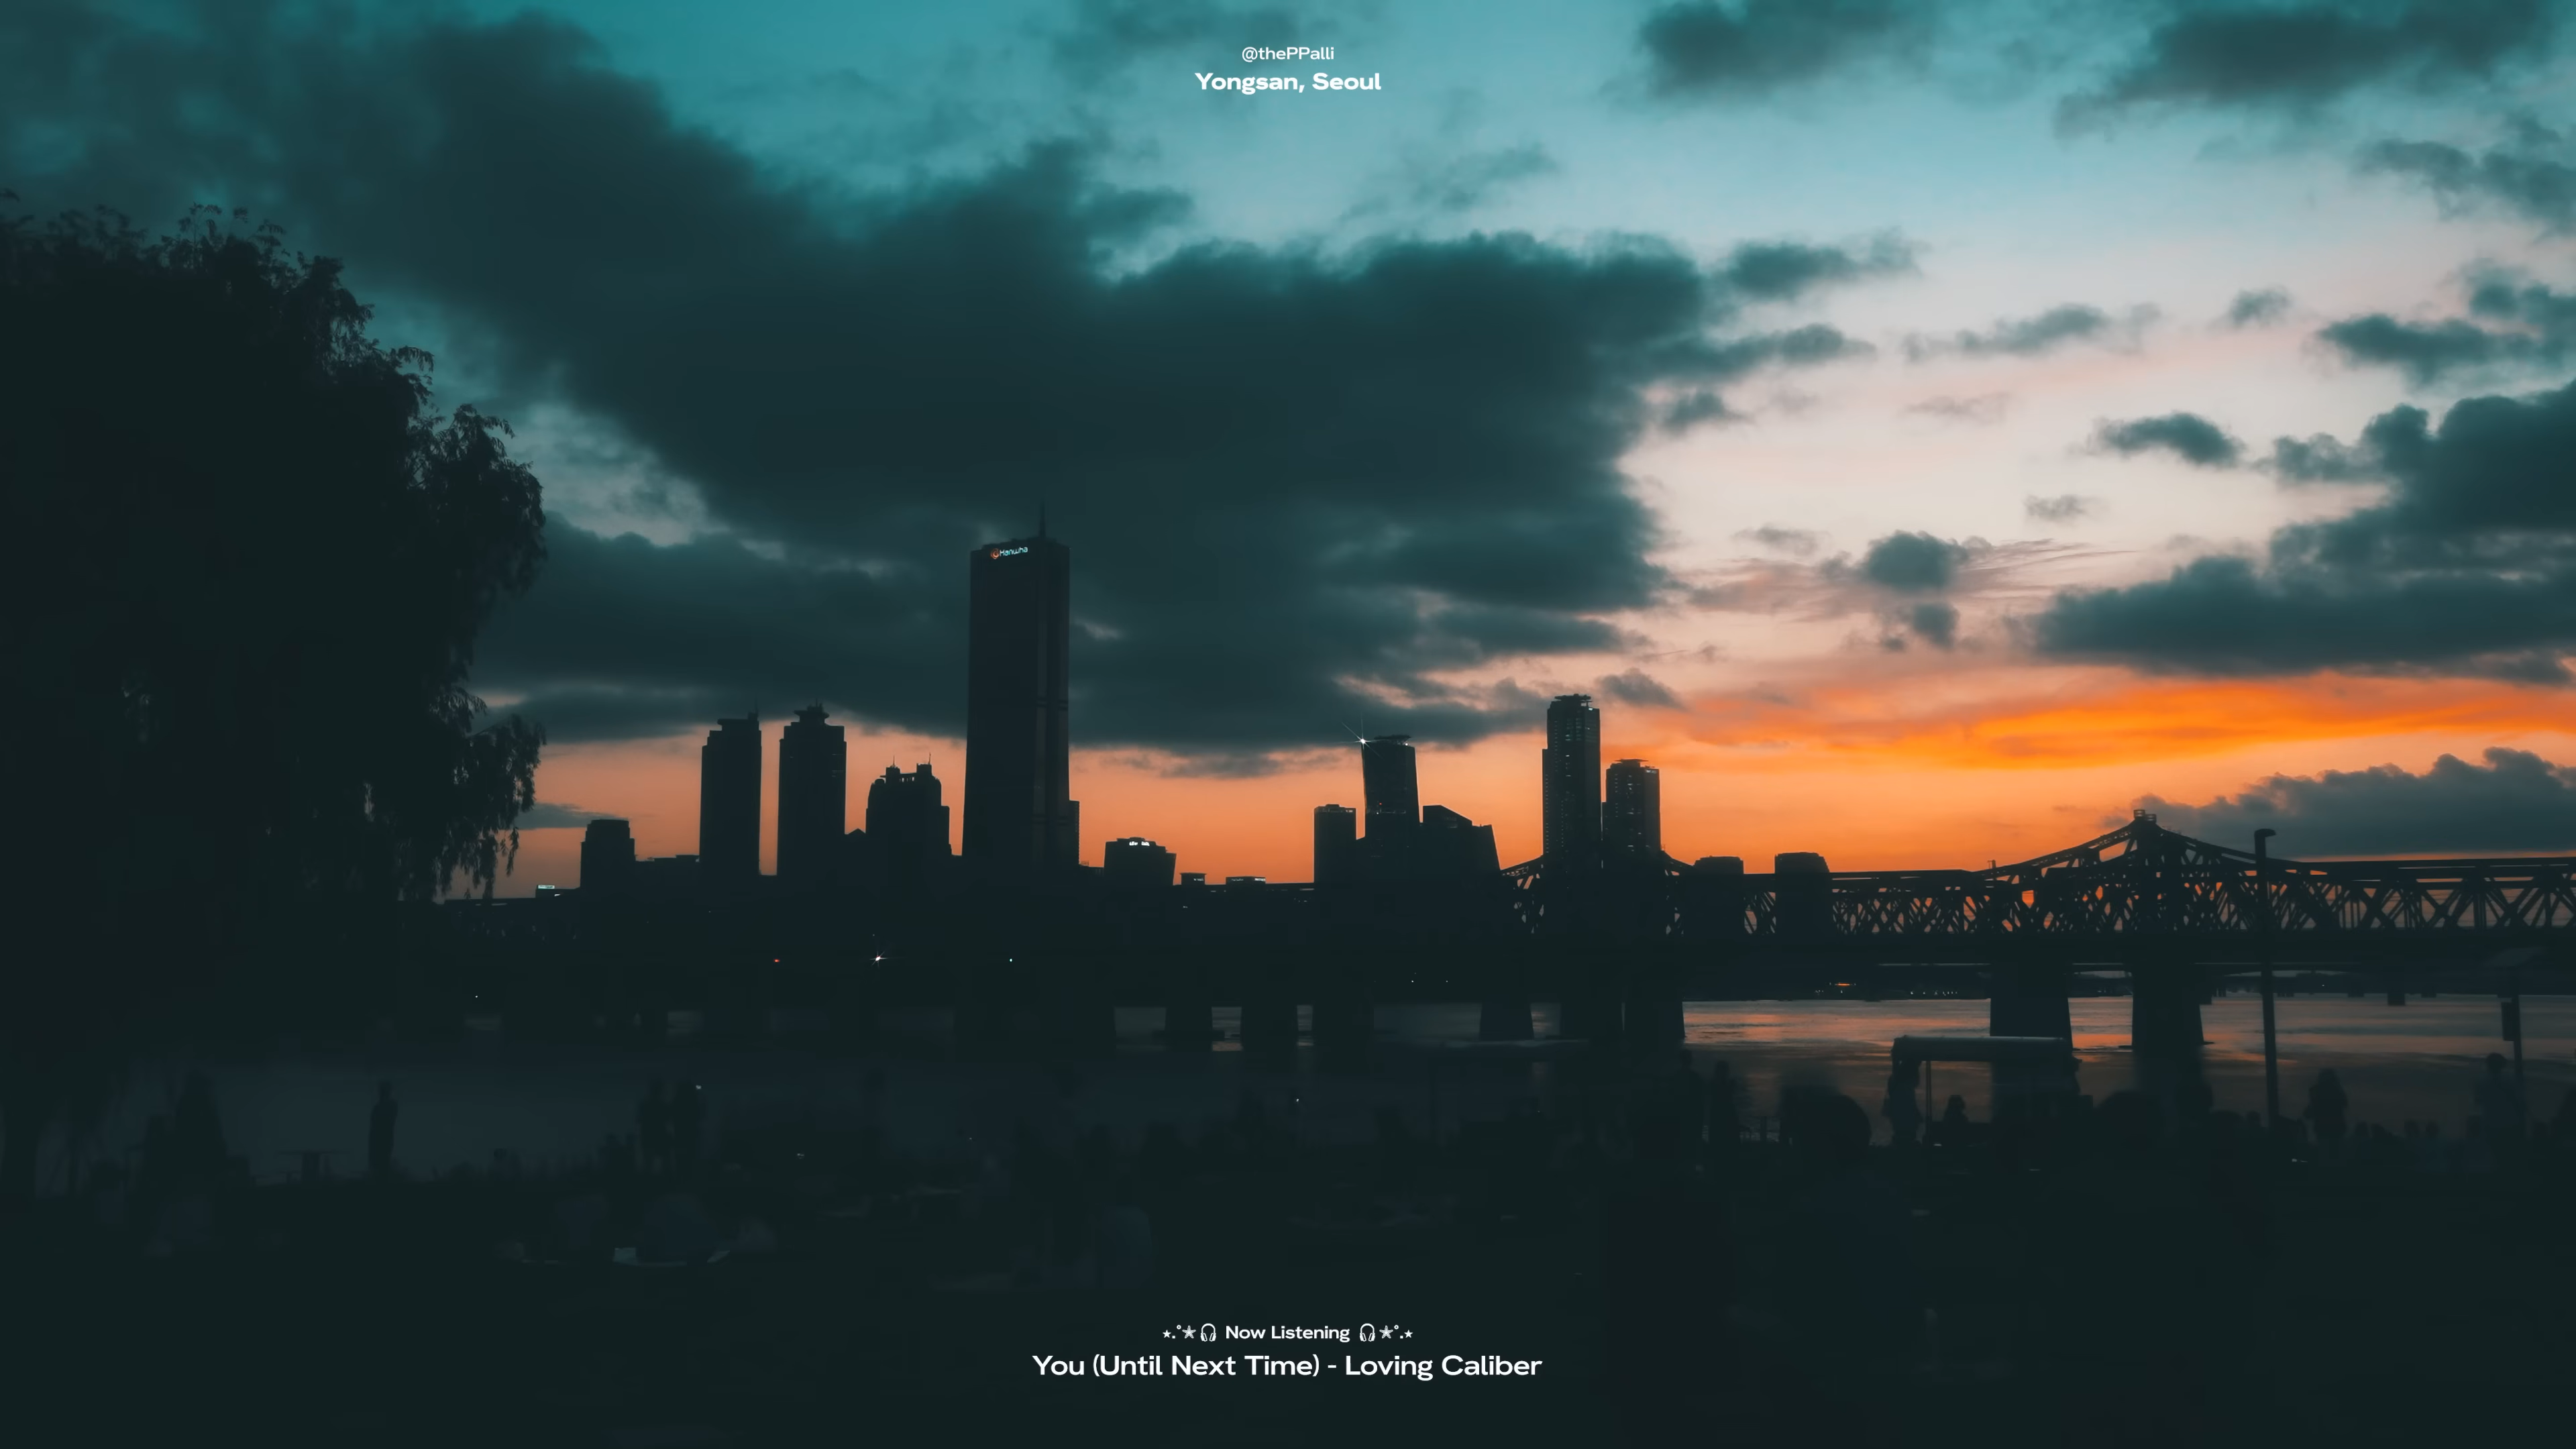 @thePPalli
Yongsan, Seoul
Hanwha
⋆.˚✭🎧 Now Listening 🎧✭˚.⋆
You (Until Next Time) - Loving Caliber